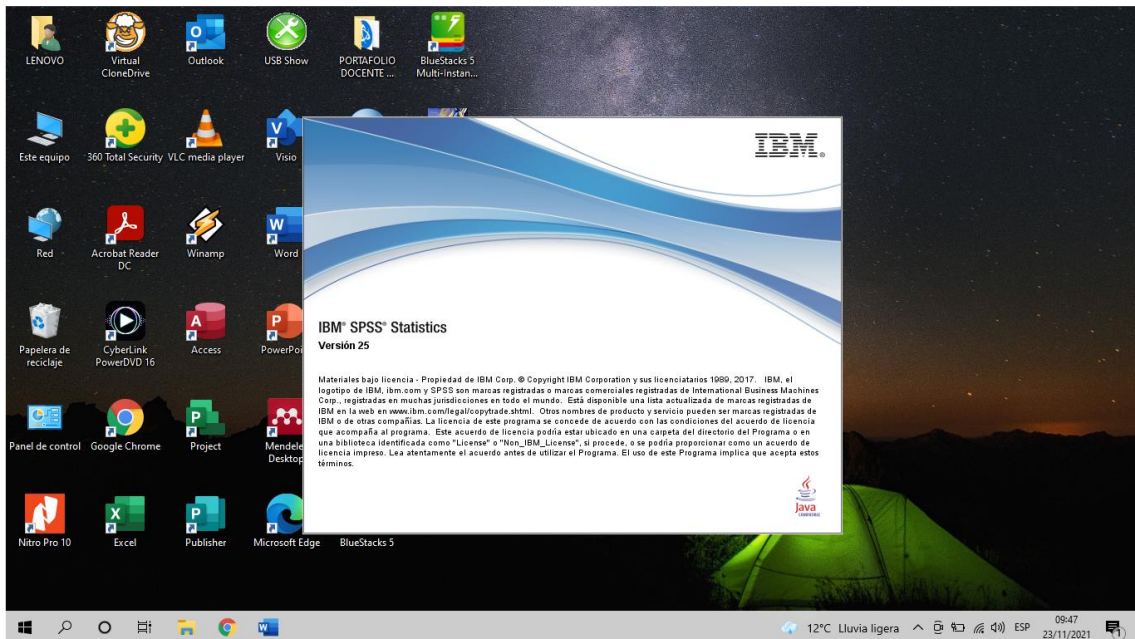 LENOVO
Virtual
CloneDrive
Outlook
USB Show
PORTAFOLIO
DOCENTE ...
BlueStacks 5
Multi-Instan...
Este equipo
360 Total Security
VLC media player
Visio
Red
Acrobat Reader
DC
Winamp
Word
Papelera de
reciclaje
CyberLink
PowerDVD 16
Access
Panel de control
Google Chrome
Project
Desktop
Nitro Pro 10
Excel
Publisher
Microsoft Edge
BlueStacks 5
IBM®
IBM® SPSS® Statistics
Versión 25
Materiales bajo licencia - Propiedad de IBM Corp. © Copyright IBM Corporation y sus licenciatarios 1989, 2017. IBM, el
logotipo de IBM, ibm.com y SPSS son marcas registradas o marcas comerciales registradas de International Business Machines
Corp., registradas en muchas jurisdicciones en todo el mundo. Está disponible una lista actualizada de marcas registradas de
IBM en la web en www.ibm.com/legal/copytrade.shtml. Otros nombres de producto y servicio pueden ser marcas registradas de
IBM o de otras compañías. La licencia de este programa se concede de acuerdo con las condiciones del acuerdo de licencia
que acompaña al programa. Este acuerdo de licencia podría estar ubicado en una carpeta del directorio del Programa o en
una biblioteca identificada como "License" o "Non_IBM_License", si procede, o se podría proporcionar como un acuerdo de
licencia impreso. Lea atentamente el acuerdo antes de utilizar el Programa. El uso de este Programa implica que acepta estos
términos.
Java
COMPATIBLE
12°C Lluvia ligera
ESP
09:47
23/11/2021